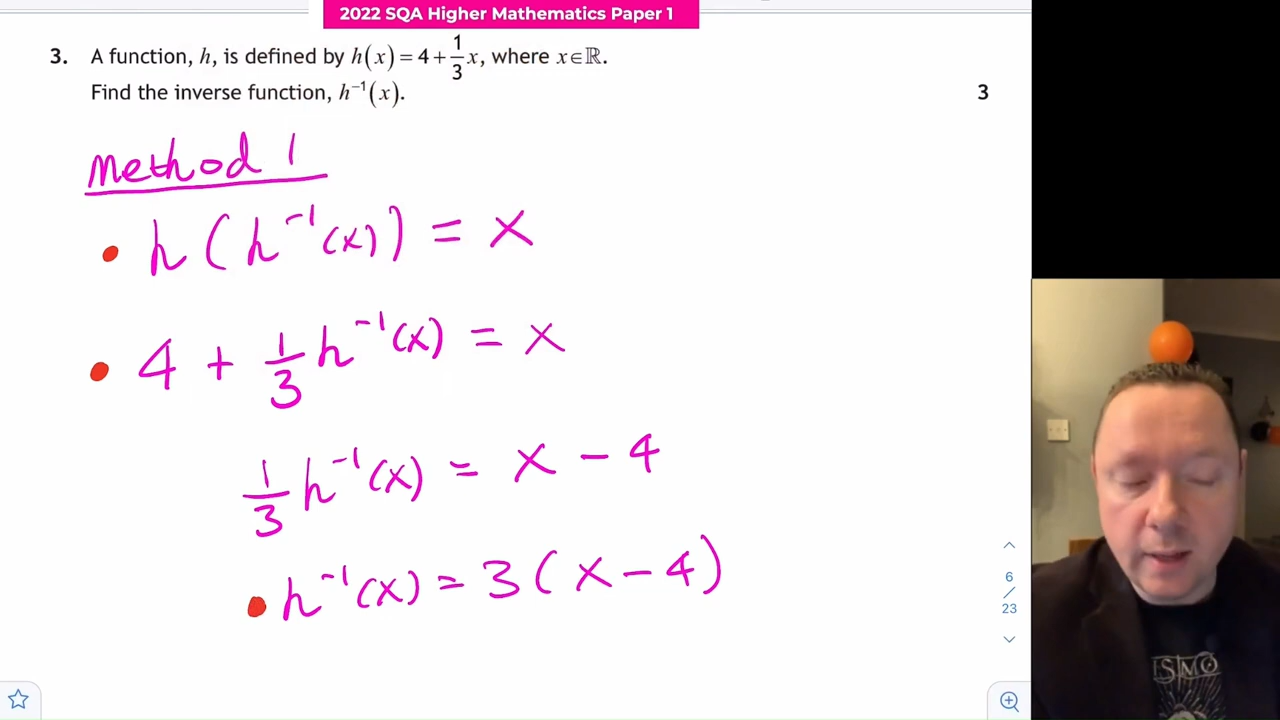 2022 SQA Higher Mathematics Paper 1
3. A function, h, is defined by h(x) = 4 + 1/3 x, where x∈ℝ.
Find the inverse function, h⁻¹(x). 3
Method 1
• h(h⁻¹(x)) = x
• 4 + 1/3 h⁻¹(x) = x
1/3 h⁻¹(x) = x − 4
• h⁻¹(x) = 3(x − 4)
6
/
23